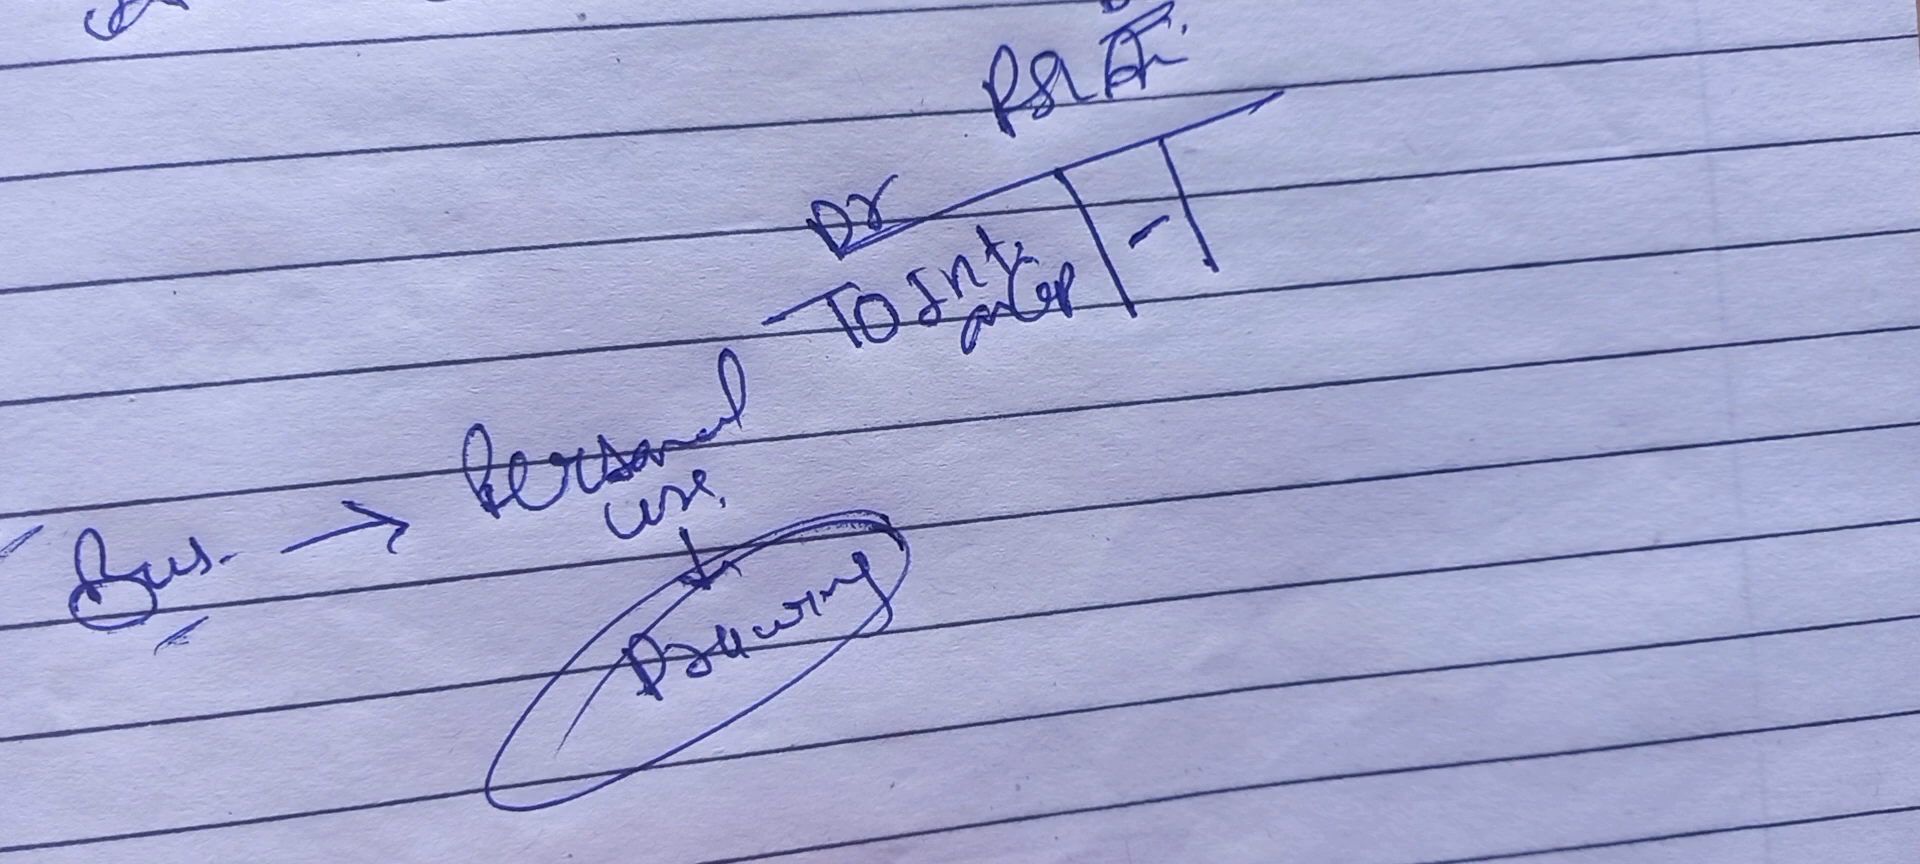 P&L A/c.
Dr
To Int.
on Cap
Personal
use.
Bus. →
↓
Drawing